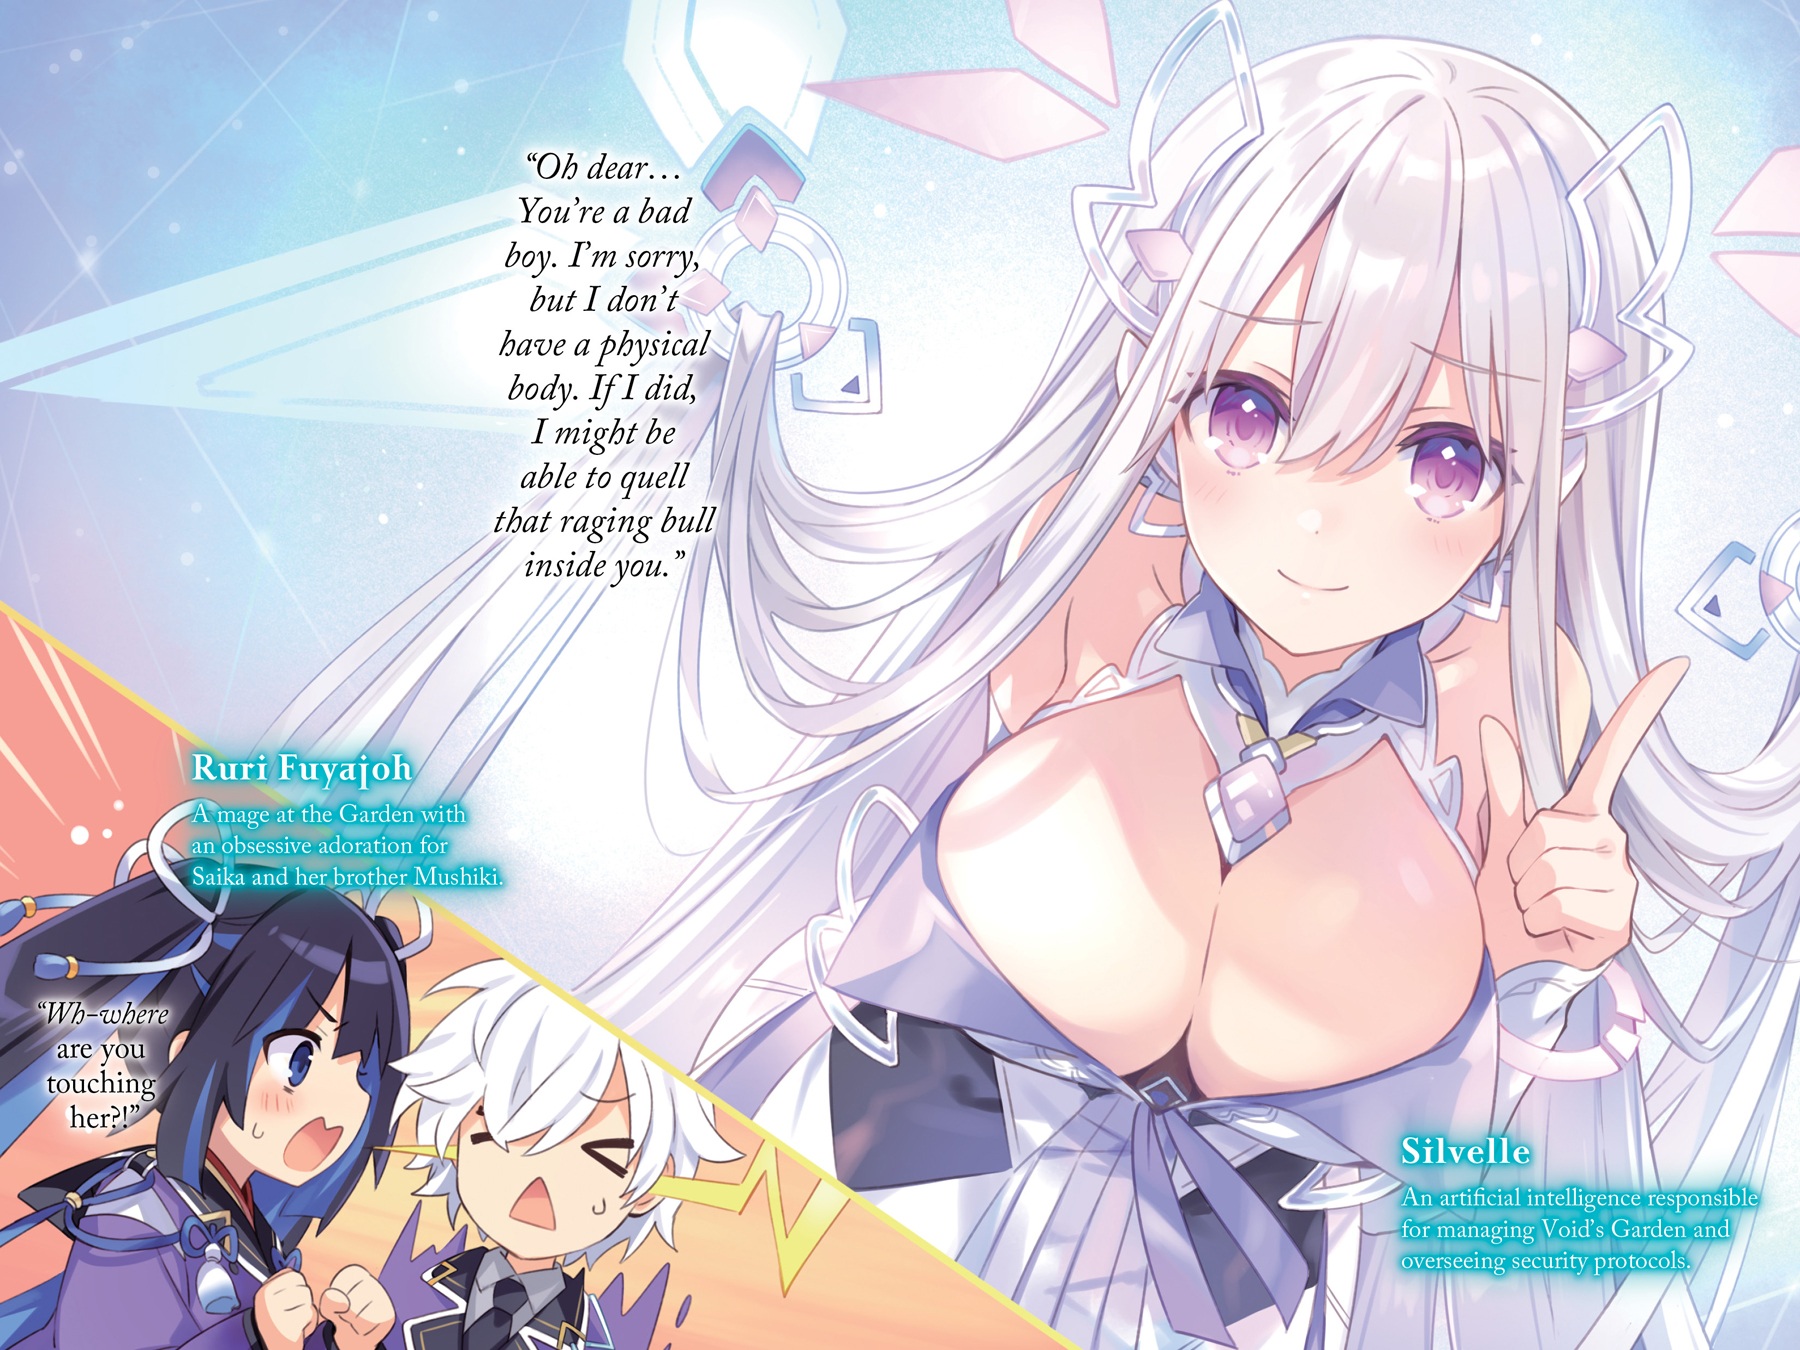 “Oh dear…
You’re a bad
boy. I’m sorry,
but I don’t
have a physical
body. If I did,
I might be
able to quell
that raging bull
inside you.”
Ruri Fuyajoh
A mage at the Garden with
an obsessive adoration for
Saika and her brother Mushiki.
“Wh–where
are you
touching
her?!”
Silvelle
An artificial intelligence responsible
for managing Void’s Garden and
overseeing security protocols.